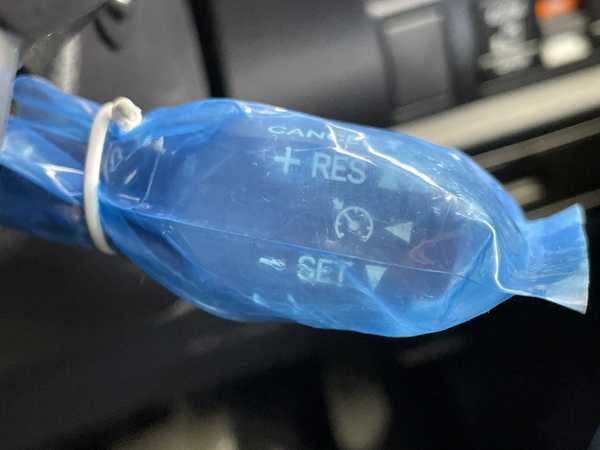 CANCEL
+ RES
- SET